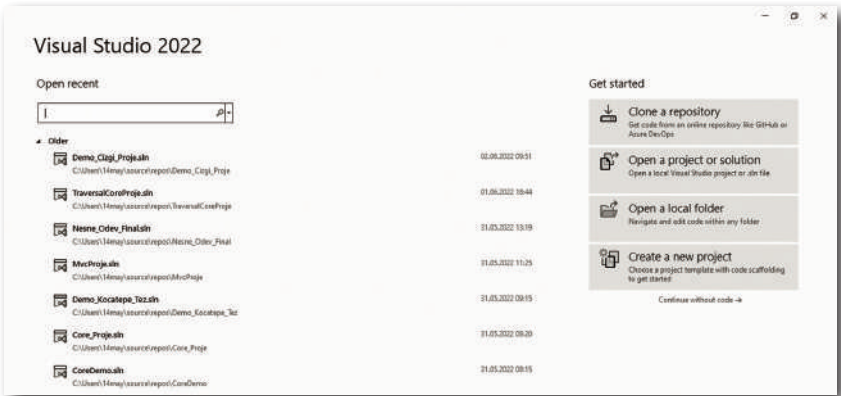 Visual Studio 2022
Open recent
Older
Demo_Cizgi_Proje.sln
02.06.2022 09:51
C:\Users\14may\source\repos\Demo_Cizgi_Proje
TraversalCoreProje.sln
01.06.2022 18:44
C:\Users\14may\source\repos\TraversalCoreProje
Nesne_Odev_Final.sln
31.05.2022 13:19
C:\Users\14may\source\repos\Nesne_Odev_Final
MvcProje.sln
31.05.2022 11:25
C:\Users\14may\source\repos\MvcProje
Demo_Kocatepe_Tez.sln
31.05.2022 09:15
C:\Users\14may\source\repos\Demo_Kocatepe_Tez
Core_Proje.sln
31.05.2022 09:20
C:\Users\14may\source\repos\Core_Proje
CoreDemo.sln
31.05.2022 09:15
C:\Users\14may\source\repos\CoreDemo
Get started
Clone a repository
Get code from an online repository like GitHub or
Azure DevOps
Open a project or solution
Open a local Visual Studio project or .sln file
Open a local folder
Navigate and edit code within any folder
Create a new project
Choose a project template with code scaffolding
to get started
Continue without code →